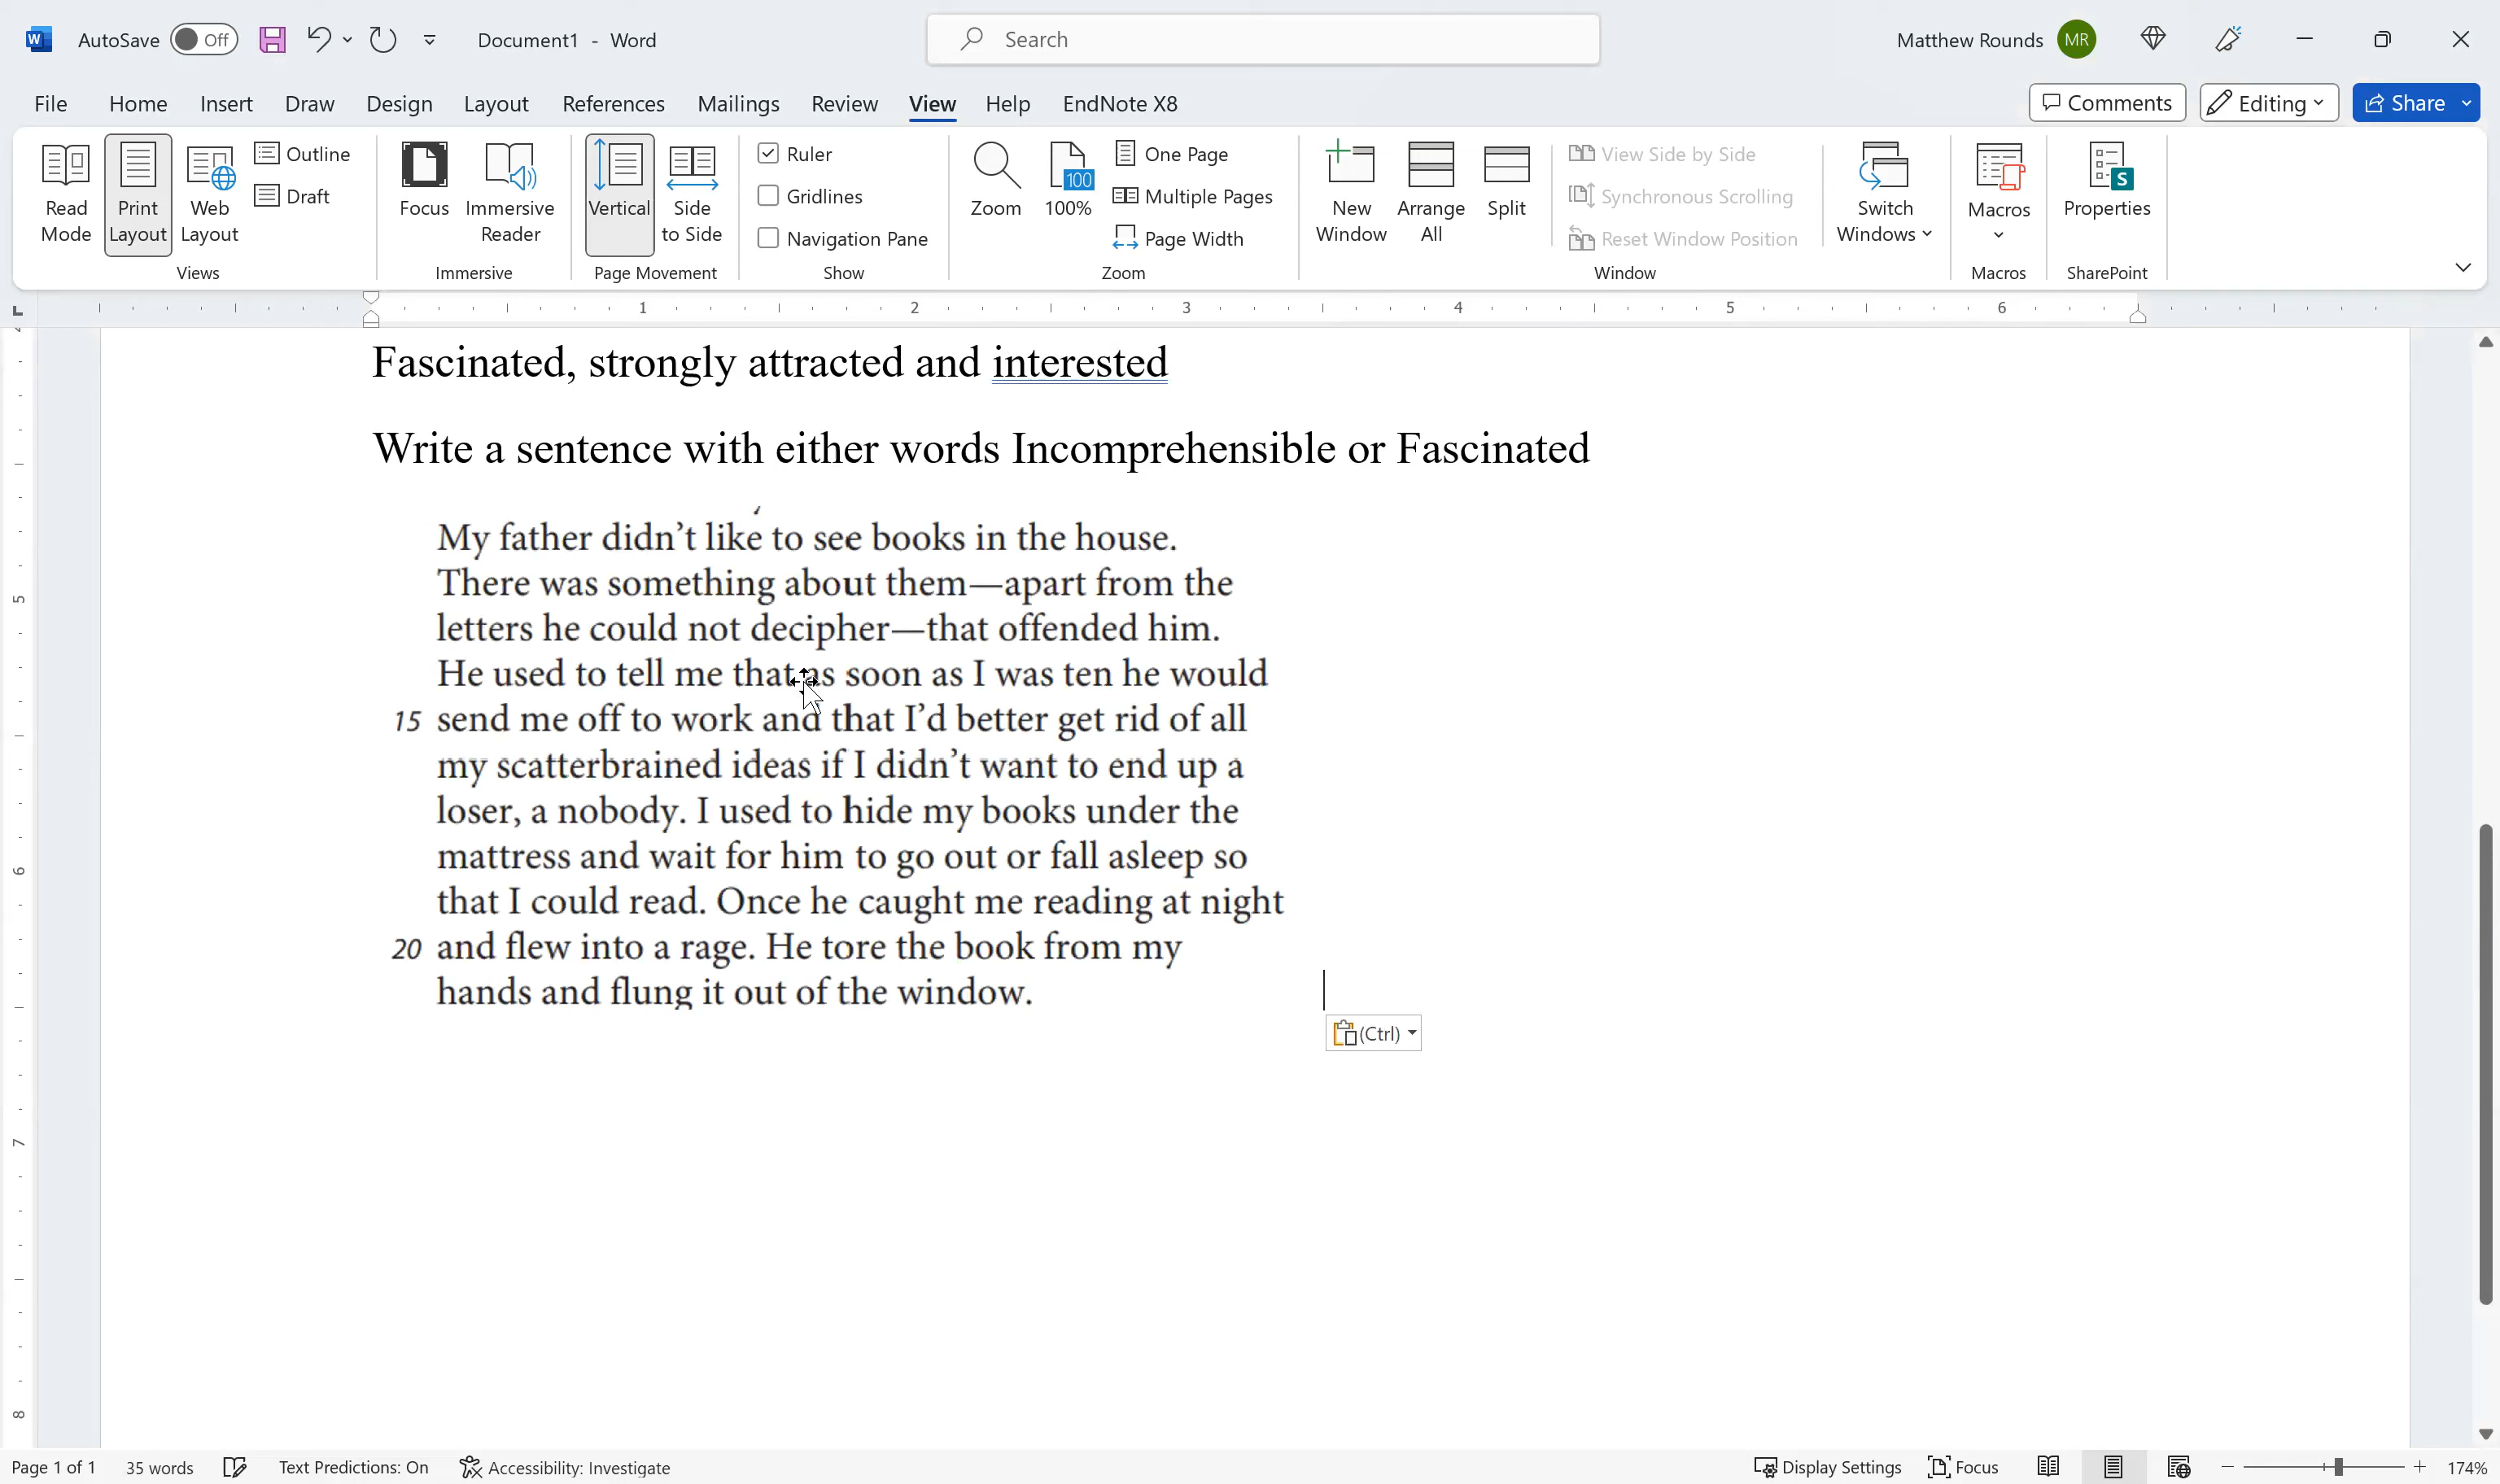 AutoSave Off Document1 - Word Search Matthew Rounds MR
File Home Insert Draw Design Layout References Mailings Review View Help EndNote X8 Comments Editing Share
Read Mode Print Layout Web Layout Outline Draft Views
Focus Immersive Reader Immersive
Vertical Side to Side Page Movement
Ruler Gridlines Navigation Pane Show
Zoom 100 100% One Page Multiple Pages Page Width Zoom
New Window Arrange All Split View Side by Side Synchronous Scrolling Reset Window Position Switch Windows Window
Macros Macros
S Properties SharePoint
L 1 2 3 4 5 6
Fascinated, strongly attracted and interested
Write a sentence with either words Incomprehensible or Fascinated
My father didn’t like to see books in the house.
There was something about them—apart from the
letters he could not decipher—that offended him.
He used to tell me that as soon as I was ten he would
15 send me off to work and that I’d better get rid of all
my scatterbrained ideas if I didn’t want to end up a
loser, a nobody. I used to hide my books under the
mattress and wait for him to go out or fall asleep so
that I could read. Once he caught me reading at night
20 and flew into a rage. He tore the book from my
hands and flung it out of the window.
(Ctrl)
5
6
7
8
Page 1 of 1 35 words Text Predictions: On Accessibility: Investigate Display Settings Focus 174%